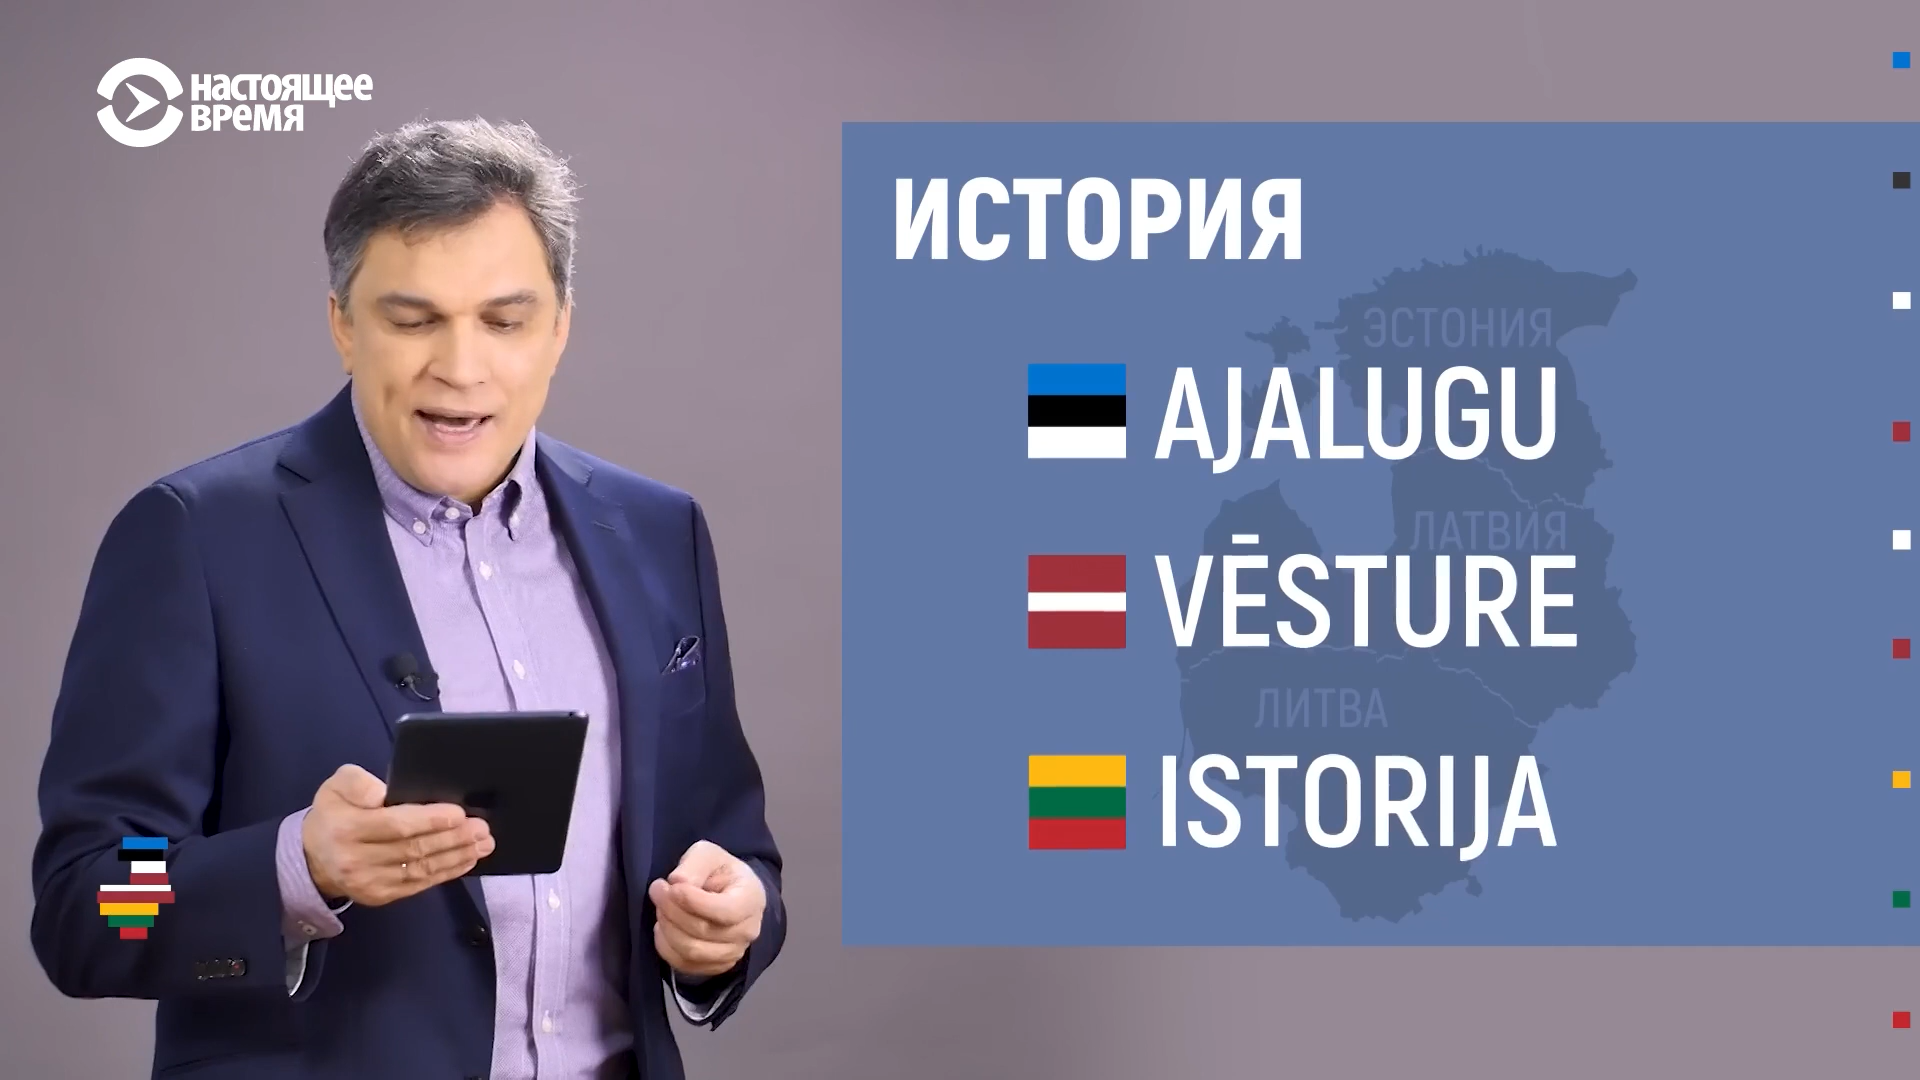 настоящее
время
ИСТОРИЯ
ЭСТОНИЯ
AJALUGU
ЛАТВИЯ
VĒSTURE
ЛИТВА
ISTORIJA